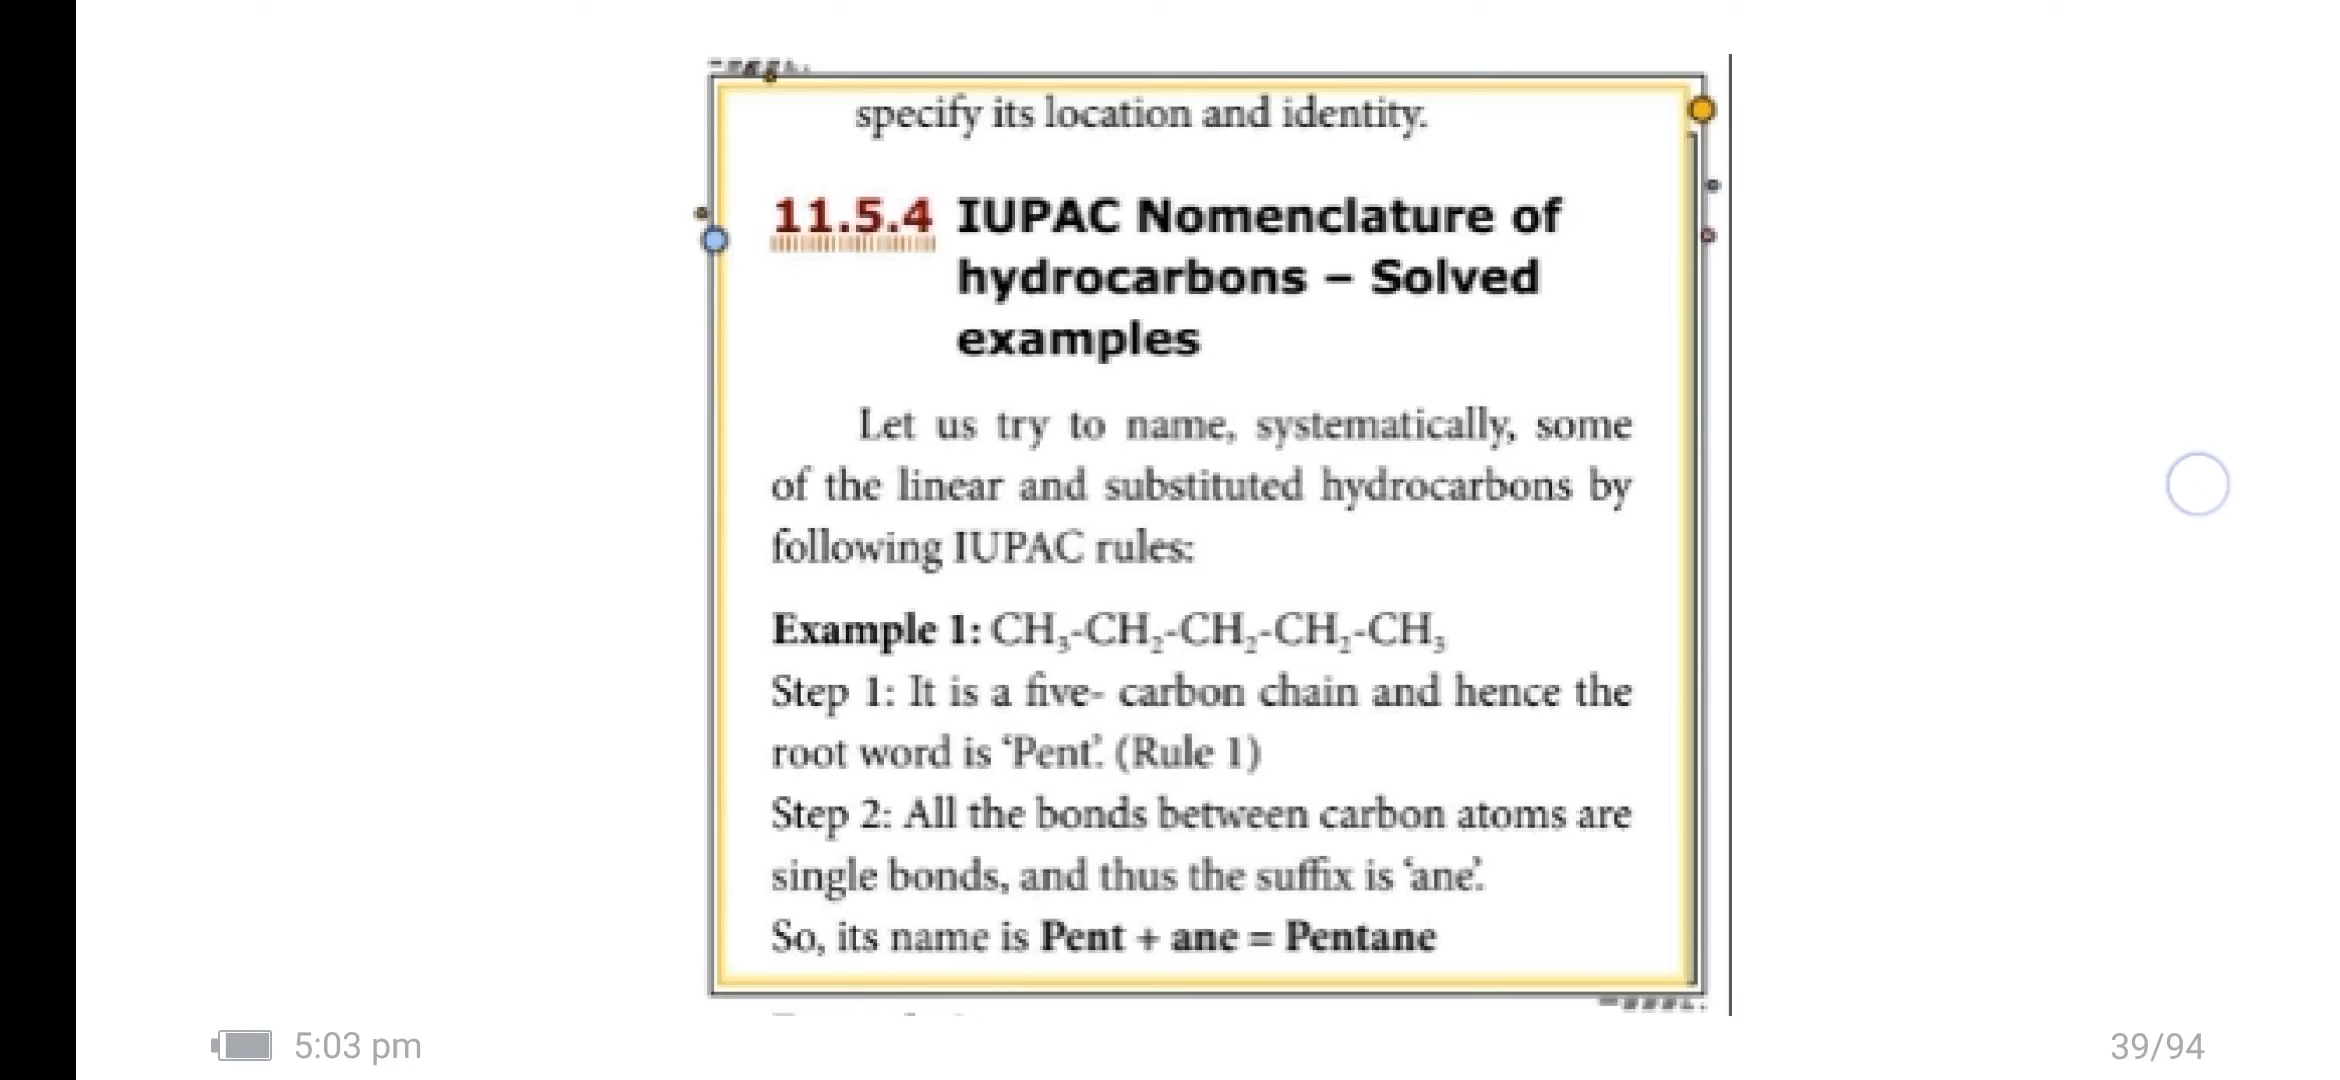 specify its location and identity.
11.5.4 IUPAC Nomenclature of
hydrocarbons – Solved
examples
Let us try to name, systematically, some
of the linear and substituted hydrocarbons by
following IUPAC rules:
Example 1: CH₃-CH₂-CH₂-CH₂-CH₃
Step 1: It is a five- carbon chain and hence the
root word is ‘Pent’. (Rule 1)
Step 2: All the bonds between carbon atoms are
single bonds, and thus the suffix is ‘ane’.
So, its name is Pent + ane = Pentane
5:03 pm
39/94